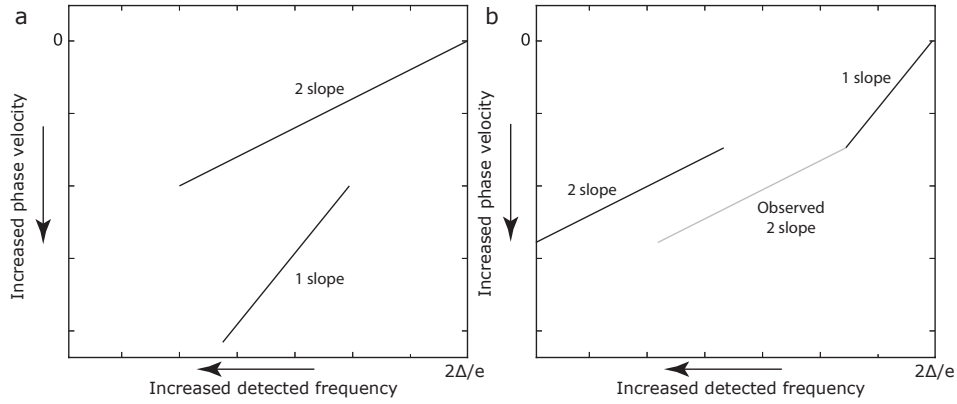 a
0
2 slope
1 slope
Increased phase velocity
2Δ/e
Increased detected frequency
b
0
1 slope
2 slope
Observed
2 slope
Increased phase velocity
2Δ/e
Increased detected frequency